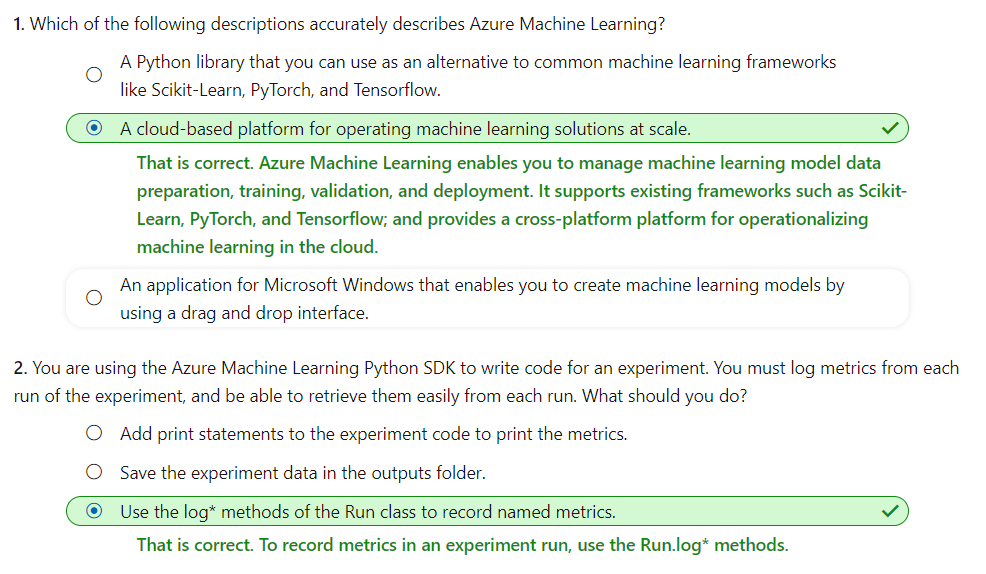 1. Which of the following descriptions accurately describes Azure Machine Learning?
A Python library that you can use as an alternative to common machine learning frameworks
like Scikit-Learn, PyTorch, and Tensorflow.
A cloud-based platform for operating machine learning solutions at scale.
That is correct. Azure Machine Learning enables you to manage machine learning model data
preparation, training, validation, and deployment. It supports existing frameworks such as Scikit-
Learn, PyTorch, and Tensorflow; and provides a cross-platform platform for operationalizing
machine learning in the cloud.
An application for Microsoft Windows that enables you to create machine learning models by
using a drag and drop interface.
2. You are using the Azure Machine Learning Python SDK to write code for an experiment. You must log metrics from each
run of the experiment, and be able to retrieve them easily from each run. What should you do?
Add print statements to the experiment code to print the metrics.
Save the experiment data in the outputs folder.
Use the log* methods of the Run class to record named metrics.
That is correct. To record metrics in an experiment run, use the Run.log* methods.